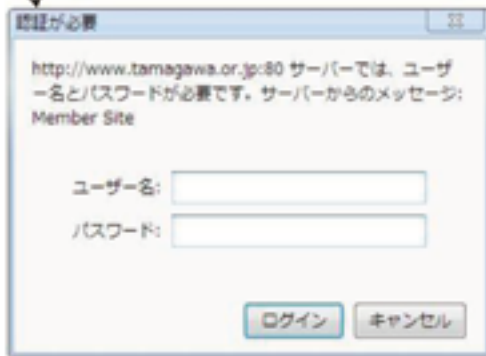 認証が必要
http://www.tamagawa.or.jp:80 サーバーでは、ユーザ
ー名とパスワードが必要です。サーバーからのメッセージ:
Member Site
ユーザー名:
パスワード:
ログイン
キャンセル